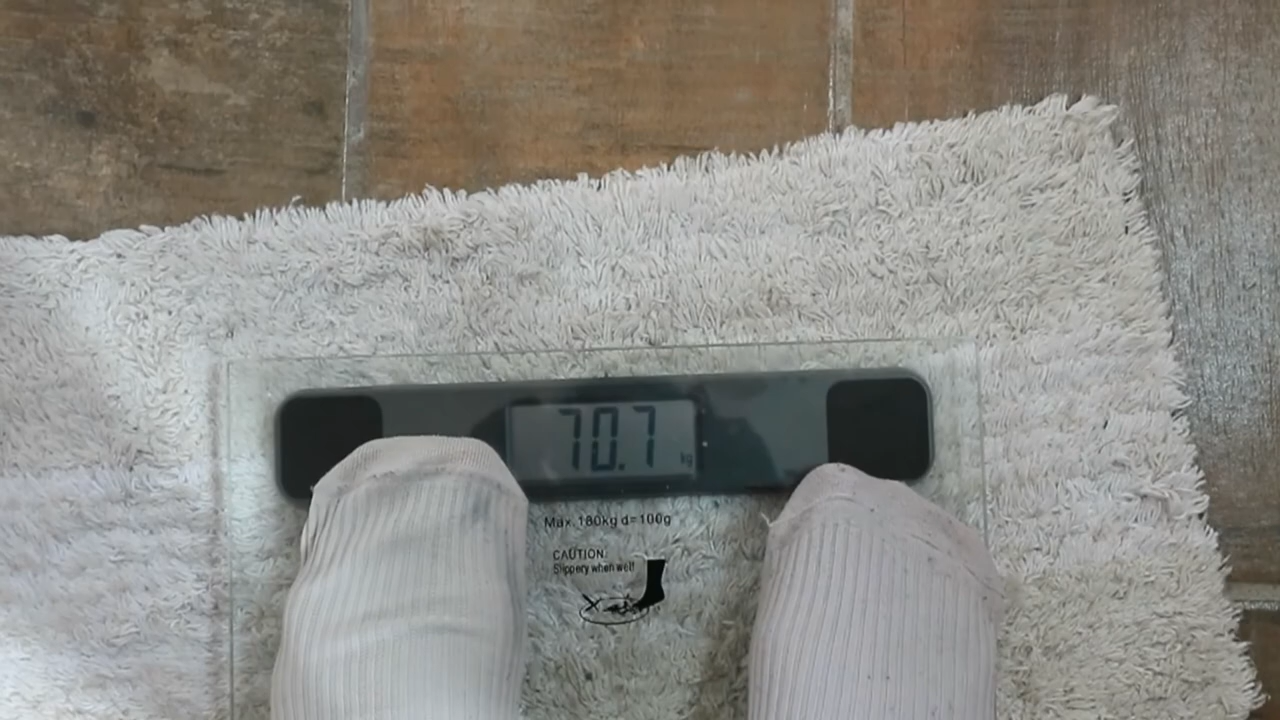 70.7
kg
Max. 180kg d=100g
CAUTION:
Slippery when wet!